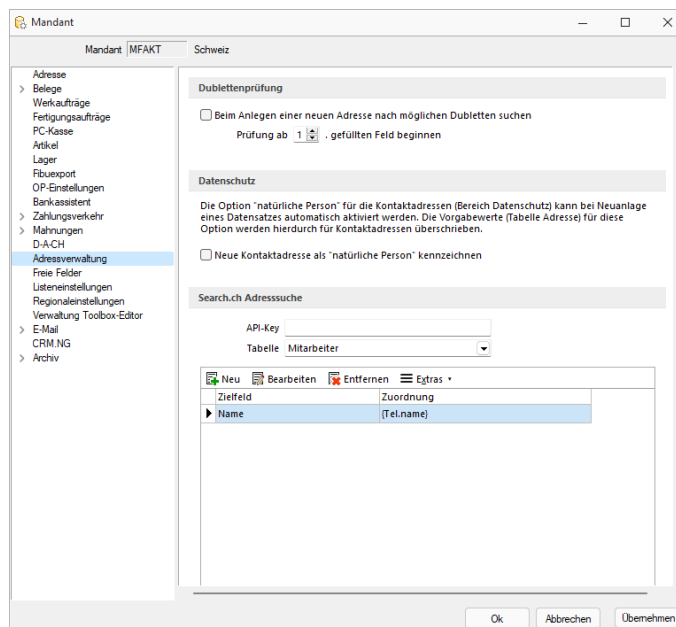 Mandant
Mandant MFAKT Schweiz
Adresse
Belege
Werkaufträge
Fertigungsaufträge
PC-Kasse
Artikel
Lager
Fibuexport
OP-Einstellungen
Bankassistent
Zahlungsverkehr
Mahnungen
D-A-CH
Adressverwaltung
Freie Felder
Listeneinstellungen
Regionaleinstellungen
Verwaltung Toolbox-Editor
E-Mail
CRM.NG
Archiv
Dublettenprüfung
Beim Anlegen einer neuen Adresse nach möglichen Dubletten suchen
Prüfung ab 1 . gefüllten Feld beginnen
Datenschutz
Die Option "natürliche Person" für die Kontaktadressen (Bereich Datenschutz) kann bei Neuanlage
eines Datensatzes automatisch aktiviert werden. Die Vorgabewerte (Tabelle Adresse) für diese
Option werden hierdurch für Kontaktadressen überschrieben.
Neue Kontaktadresse als "natürliche Person" kennzeichnen
Search.ch Adresssuche
API-Key
Tabelle Mitarbeiter
Neu Bearbeiten Entfernen Extras
Zielfeld Zuordnung
Name {Tel.name}
Ok Abbrechen Übernehmen